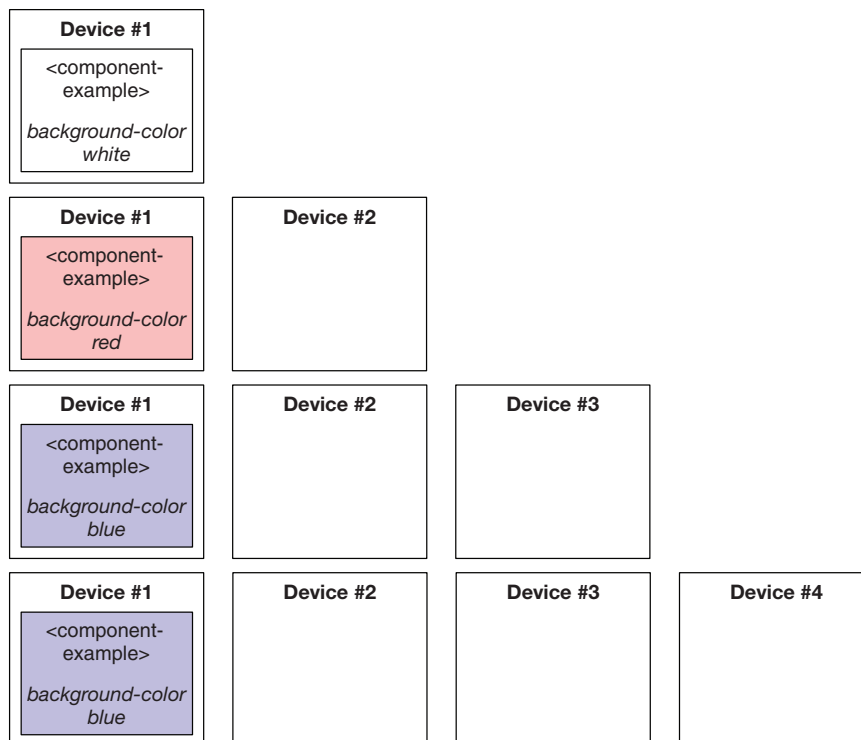 Device #1
<component-
example>
background-color
white
Device #1
<component-
example>
background-color
red
Device #2
Device #1
<component-
example>
background-color
blue
Device #2
Device #3
Device #1
<component-
example>
background-color
blue
Device #2
Device #3
Device #4